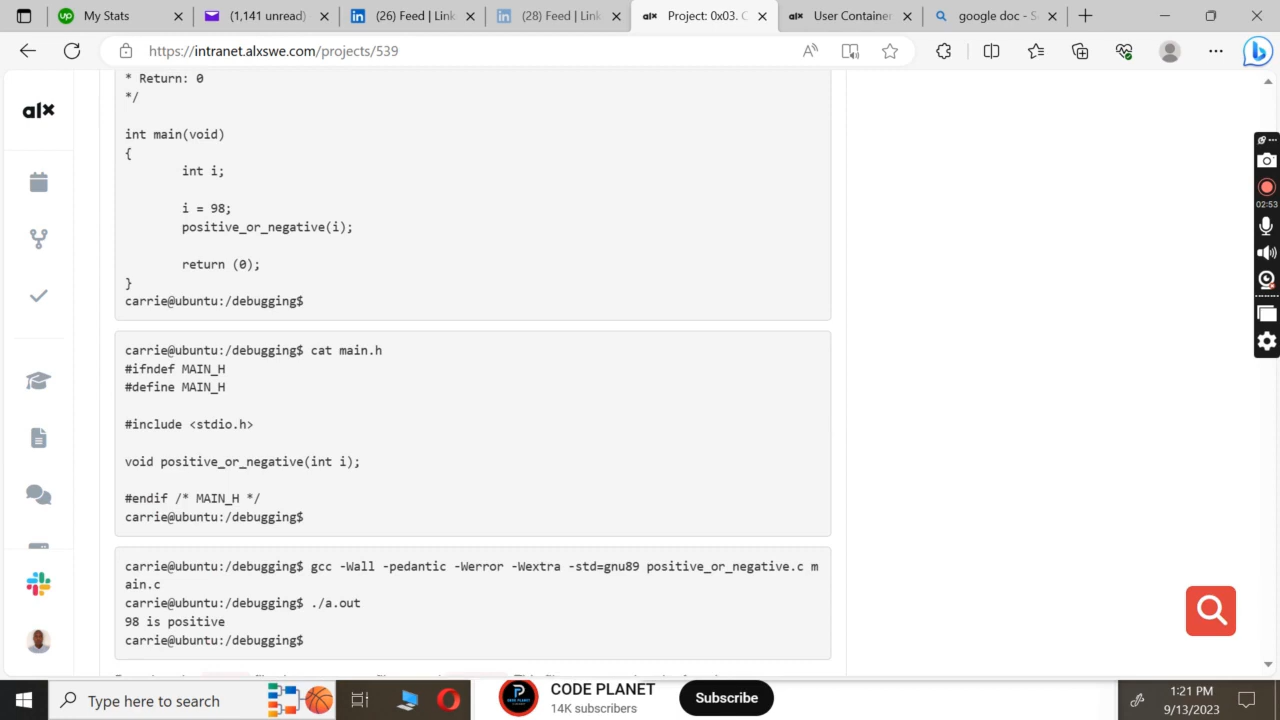 My Stats
(1,141 unread)
(26) Feed | Link
(28) Feed | Link
Project: 0x03. C
User Container
google doc - S
https://intranet.alxswe.com/projects/539
alx
* Return: 0
*/
int main(void)
{
int i;
i = 98;
positive_or_negative(i);
return (0);
}
carrie@ubuntu:/debugging$
carrie@ubuntu:/debugging$ cat main.h
#ifndef MAIN_H
#define MAIN_H
#include <stdio.h>
void positive_or_negative(int i);
#endif /* MAIN_H */
carrie@ubuntu:/debugging$
carrie@ubuntu:/debugging$ gcc -Wall -pedantic -Werror -Wextra -std=gnu89 positive_or_negative.c m
ain.c
carrie@ubuntu:/debugging$ ./a.out
98 is positive
carrie@ubuntu:/debugging$
02:53
Type here to search
CODE PLANET
14K subscribers
Subscribe
1:21 PM
9/13/2023